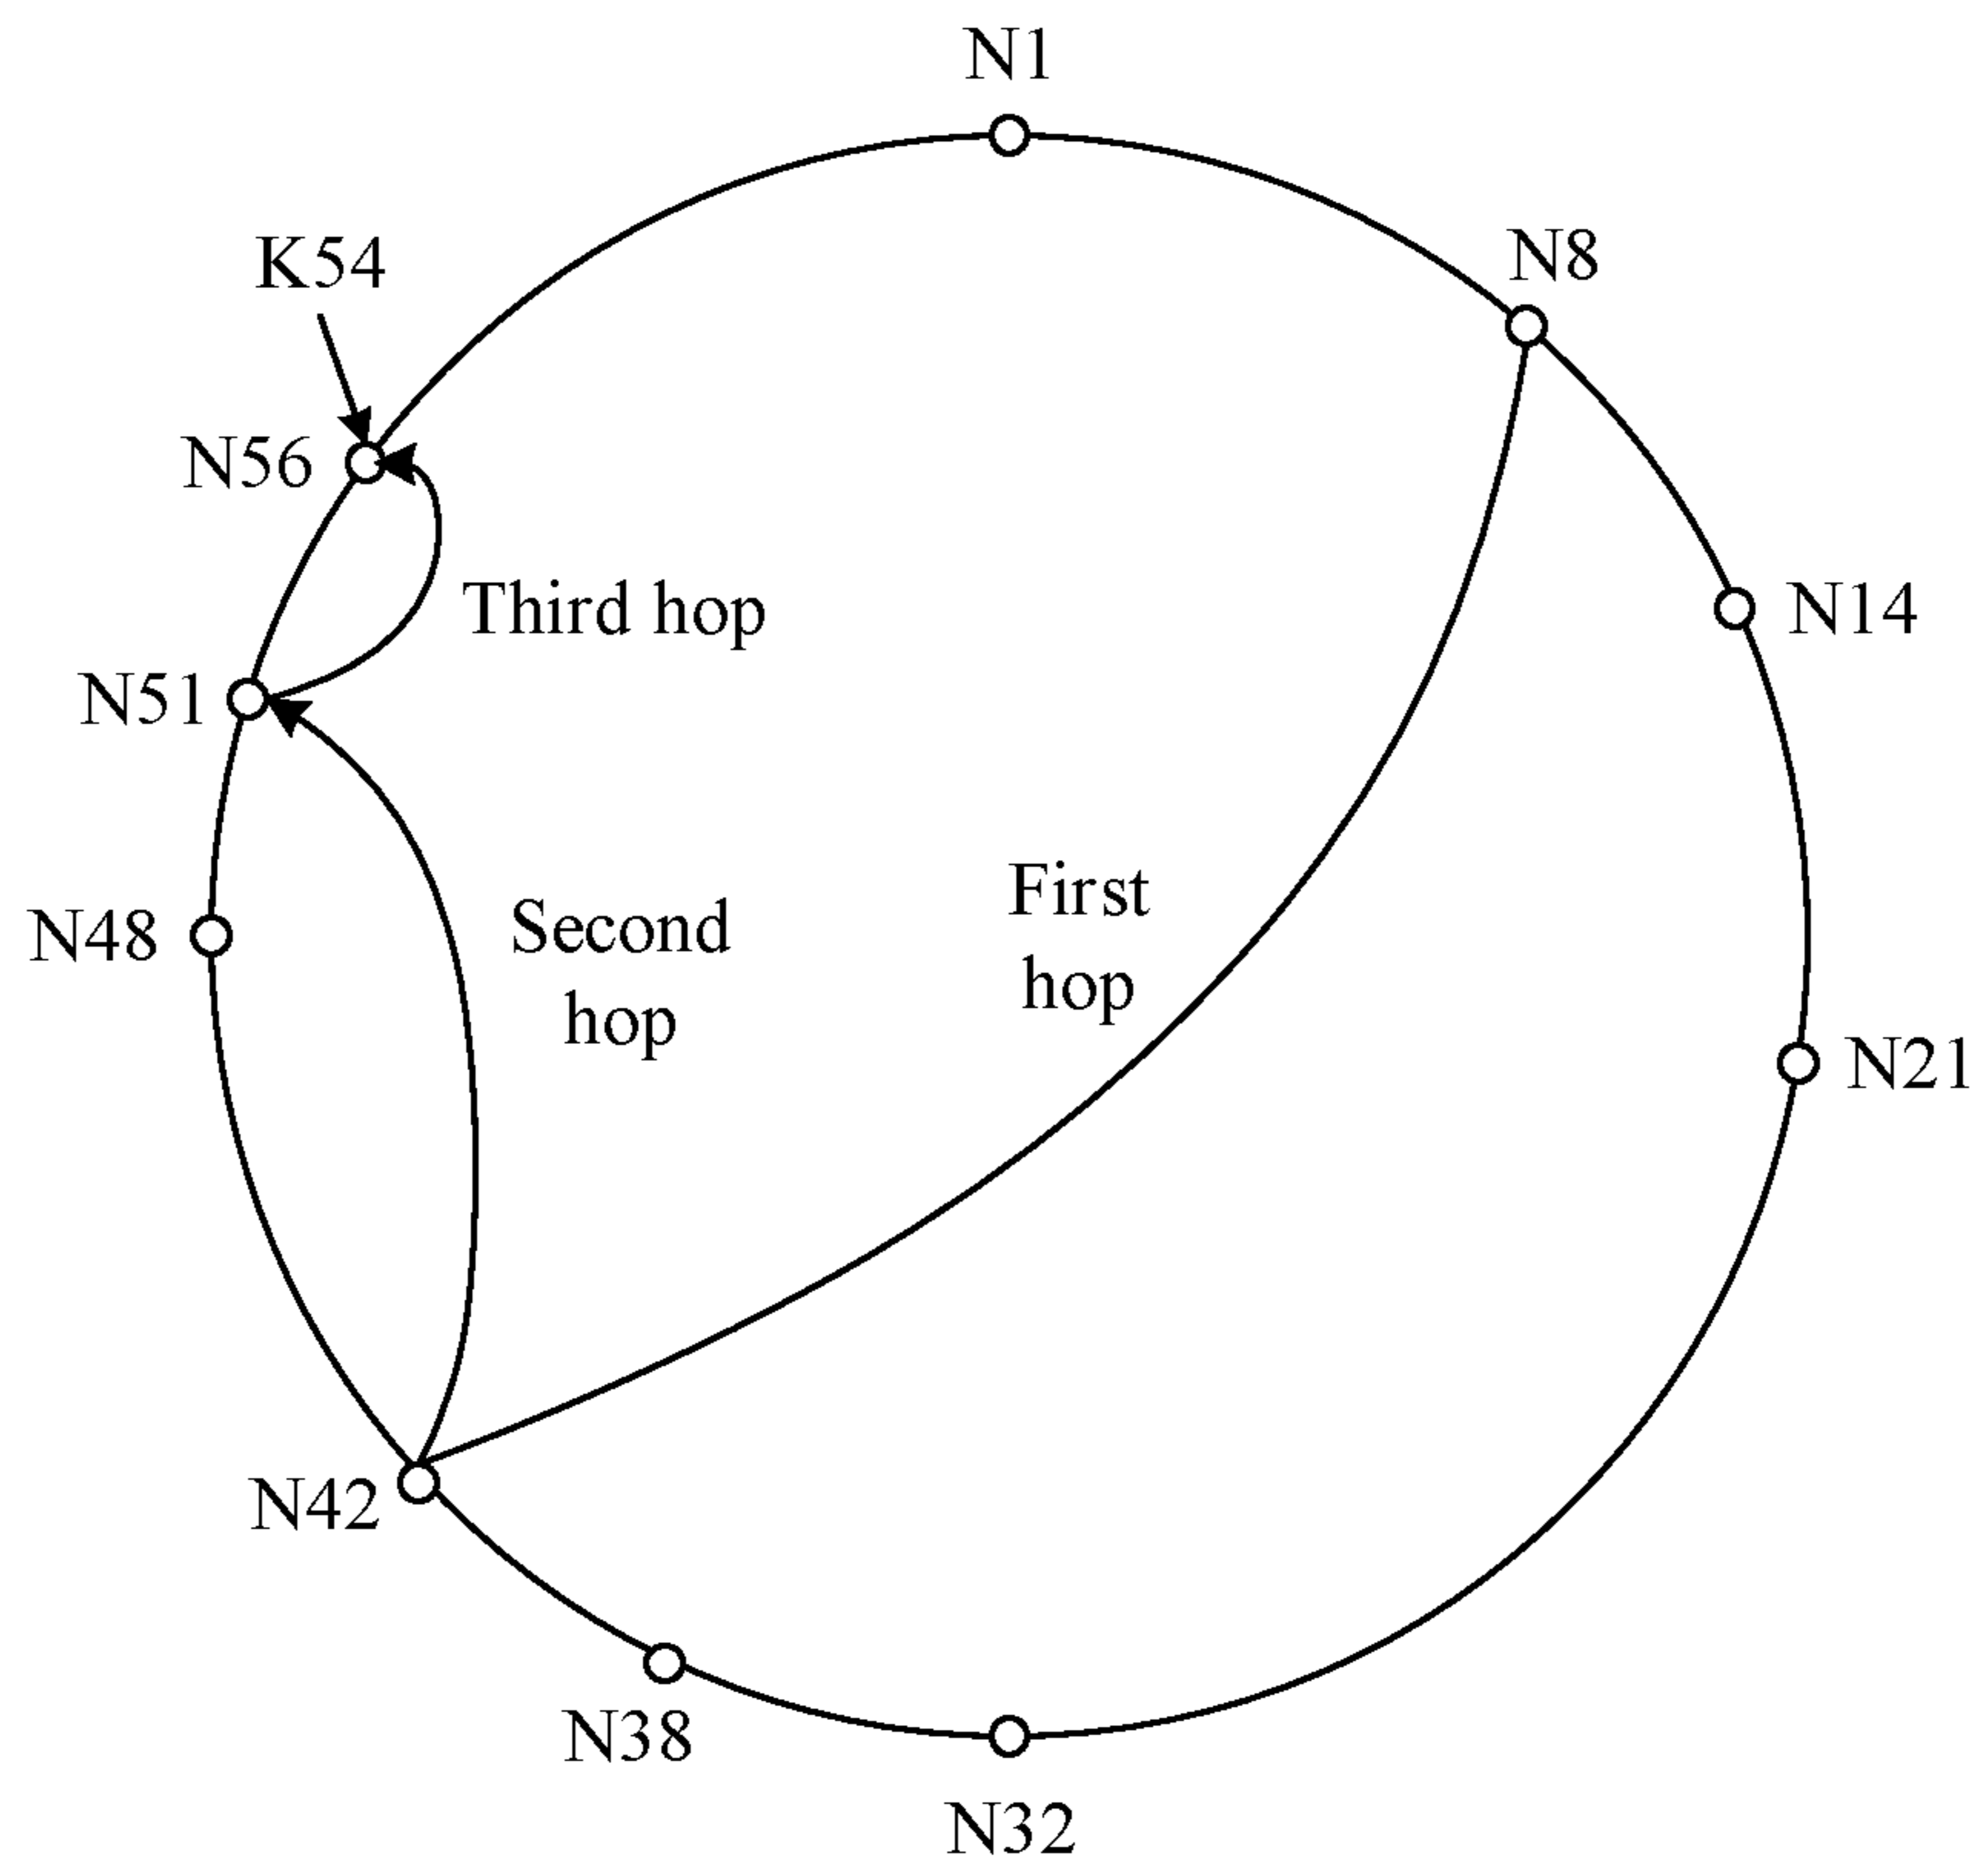 N1
N8
K54
N56
N14
Third hop
N51
First
hop
Second
hop
N48
N21
N42
N38
N32